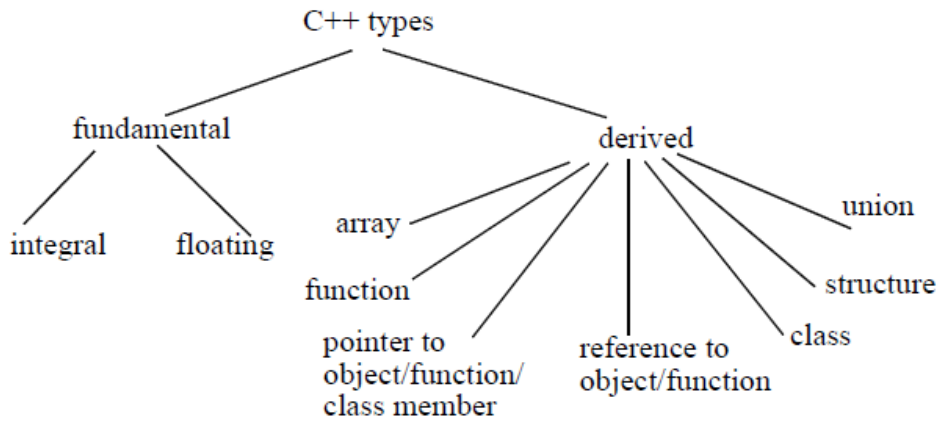 C++ types
fundamental
derived
integral
floating
array
function
pointer to
object/function/
class member
reference to
object/function
class
structure
union